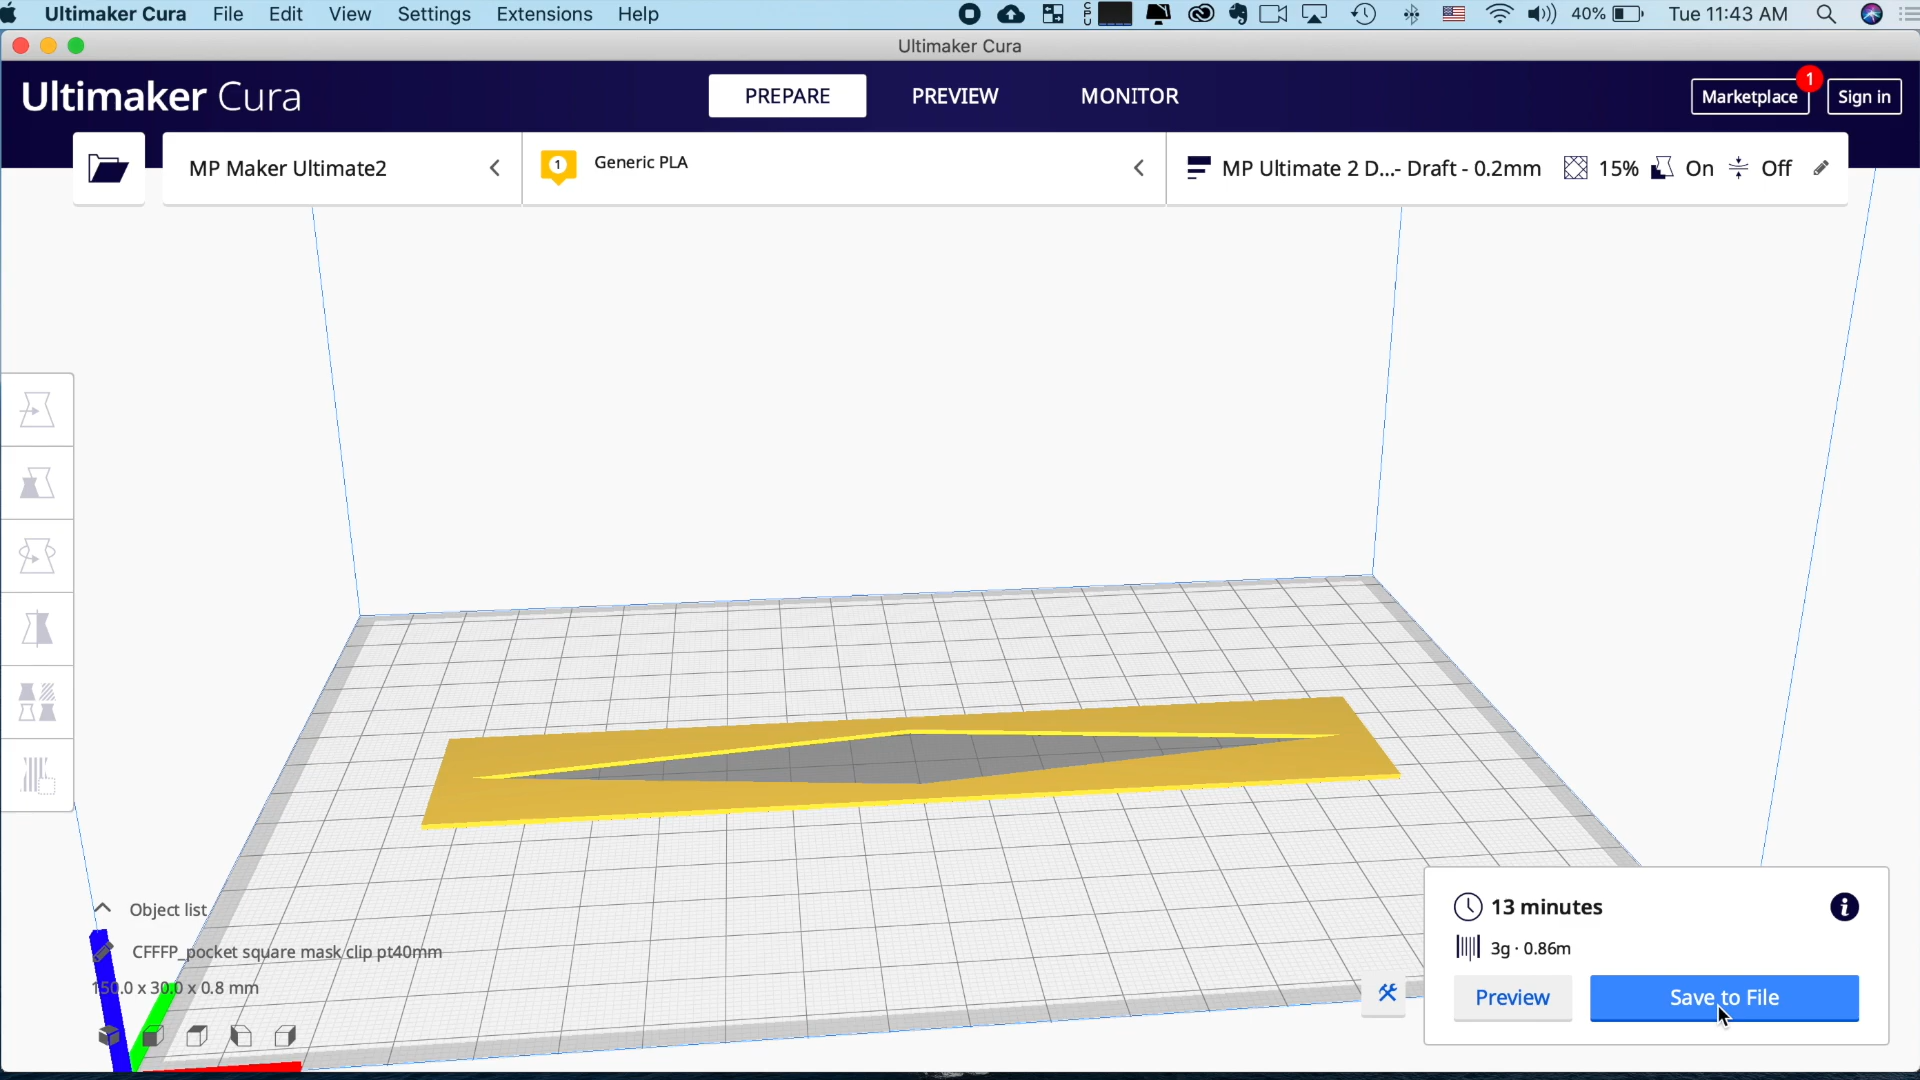 Ultimaker Cura File Edit View Settings Extensions Help CPU 40% Tue 11:43 AM
Ultimaker Cura
Ultimaker Cura PREPARE PREVIEW MONITOR Marketplace 1 Sign in
MP Maker Ultimate2 1 Generic PLA MP Ultimate 2 D...- Draft - 0.2mm 15% On Off
Object list
CFFFP_pocket square mask clip pt40mm
150.0 x 30.0 x 0.8 mm
13 minutes
3g · 0.86m
Preview Save to File